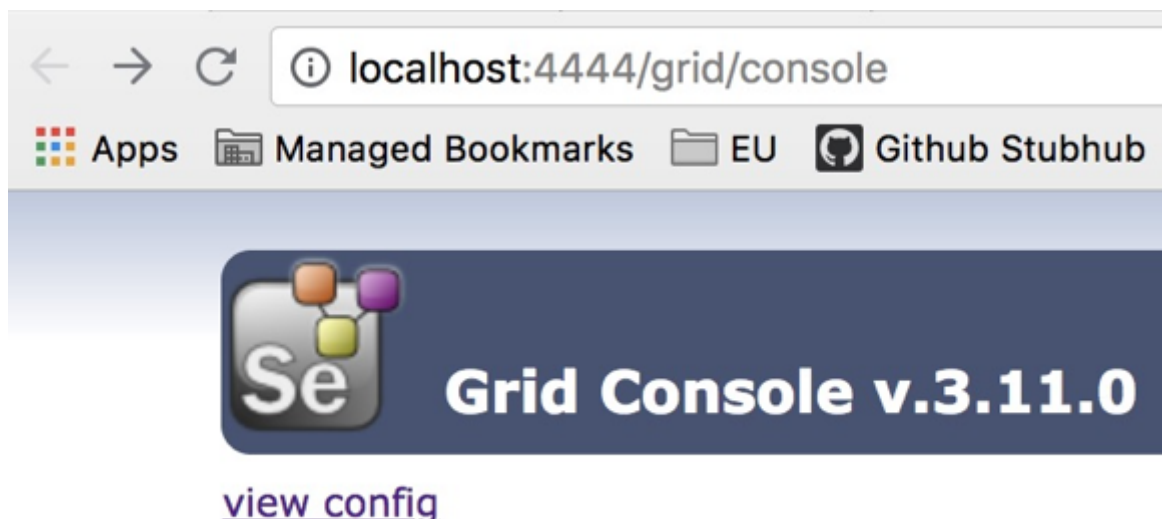 localhost:4444/grid/console
Apps Managed Bookmarks EU Github Stubhub
Se Grid Console v.3.11.0
view config